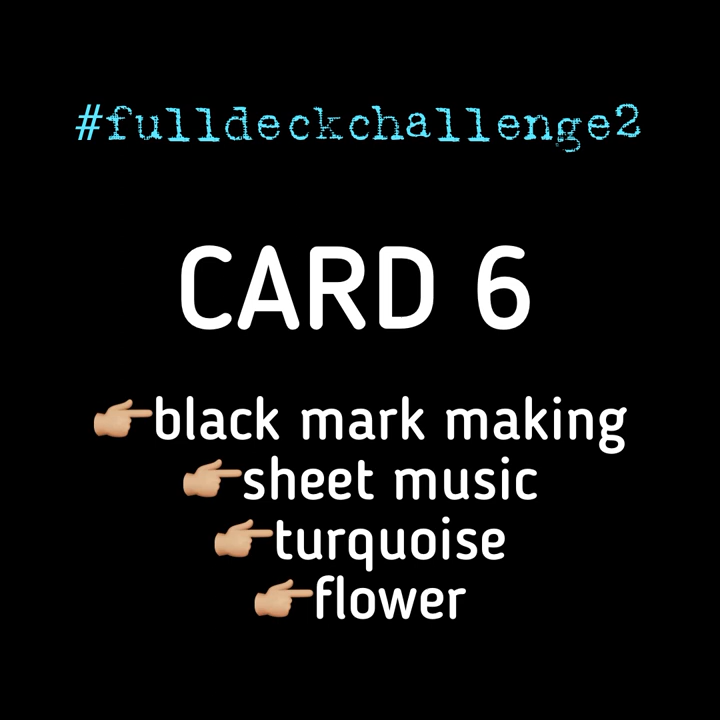 #fulldeckchallenge2
CARD 6
👉🏼black mark making
👉🏼sheet music
👉🏼turquoise
👉🏼flower